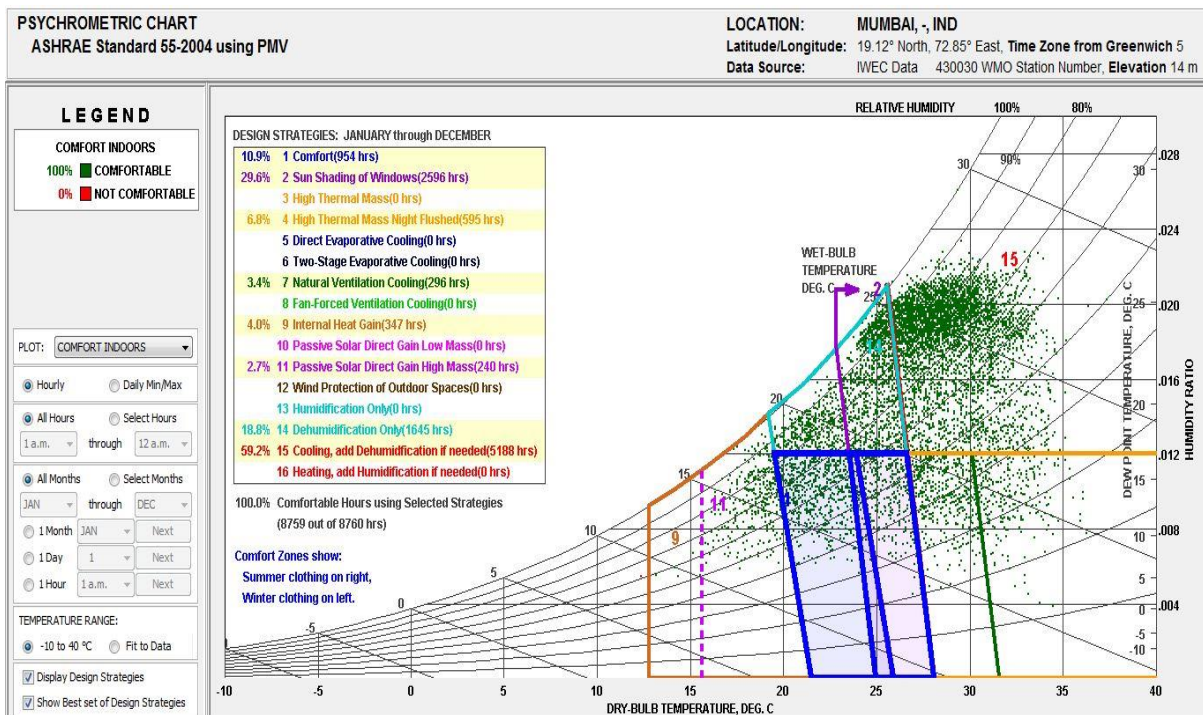 PSYCHROMETRIC CHART
ASHRAE Standard 55-2004 using PMV
LOCATION: MUMBAI, -, IND
Latitude/Longitude: 19.12° North, 72.85° East, Time Zone from Greenwich 5
Data Source: IWEC Data 430030 WMO Station Number, Elevation 14 m
LEGEND
COMFORT INDOORS
100% COMFORTABLE
0% NOT COMFORTABLE
PLOT: COMFORT INDOORS
Hourly Daily Min/Max
All Hours Select Hours
1 a.m. through 12 a.m.
All Months Select Months
JAN through DEC
1 Month JAN Next
1 Day 1 Next
1 Hour 1 a.m. Next
TEMPERATURE RANGE:
-10 to 40 °C Fit to Data
Display Design Strategies
Show Best set of Design Strategies
DESIGN STRATEGIES: JANUARY through DECEMBER
10.9% 1 Comfort(954 hrs)
29.6% 2 Sun Shading of Windows(2596 hrs)
3 High Thermal Mass(0 hrs)
6.8% 4 High Thermal Mass Night Flushed(595 hrs)
5 Direct Evaporative Cooling(0 hrs)
6 Two-Stage Evaporative Cooling(0 hrs)
3.4% 7 Natural Ventilation Cooling(296 hrs)
8 Fan-Forced Ventilation Cooling(0 hrs)
4.0% 9 Internal Heat Gain(347 hrs)
10 Passive Solar Direct Gain Low Mass(0 hrs)
2.7% 11 Passive Solar Direct Gain High Mass(240 hrs)
12 Wind Protection of Outdoor Spaces(0 hrs)
13 Humidification Only(0 hrs)
18.8% 14 Dehumidification Only(1645 hrs)
59.2% 15 Cooling, add Dehumidfication if needed(5188 hrs)
16 Heating, add Humidification if needed(0 hrs)
100.0% Comfortable Hours using Selected Strategies
(8759 out of 8760 hrs)
Comfort Zones show:
Summer clothing on right,
Winter clothing on left.
RELATIVE HUMIDITY 100% 80%
90%
30
30
WET-BULB
TEMPERATURE
DEG. C
2
25
15
14
20
1
15
11
9
10
5
0
-5
.028
.024
.020
.016
.012
.008
.004
HUMIDITY RATIO
DEW POINT TEMPERATURE, DEG. C
25
20
15
10
5
0
-5
-10
-10 -5 0 5 10 15 20 25 30 35 40
DRY-BULB TEMPERATURE, DEG. C